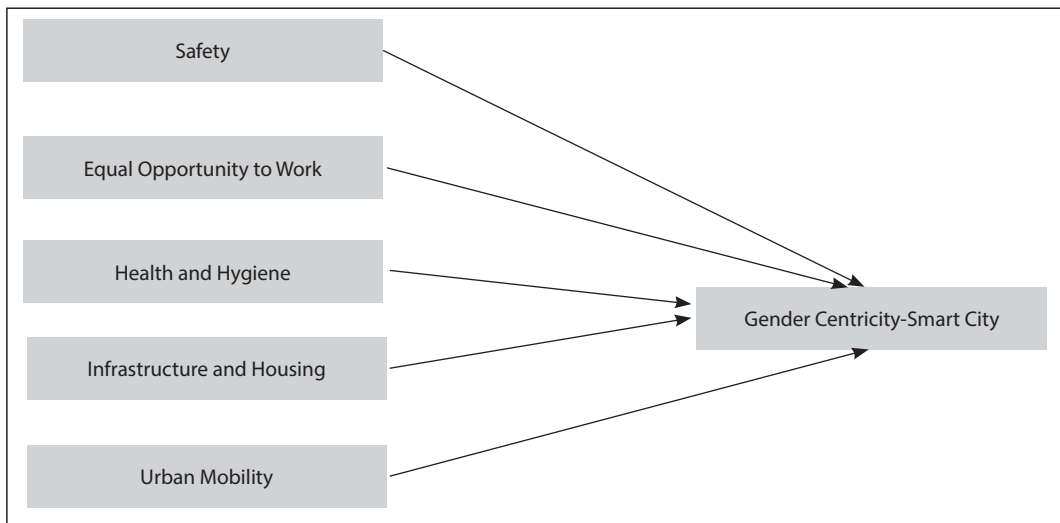 Safety
Equal Opportunity to Work
Health and Hygiene
Gender Centricity-Smart City
Infrastructure and Housing
Urban Mobility